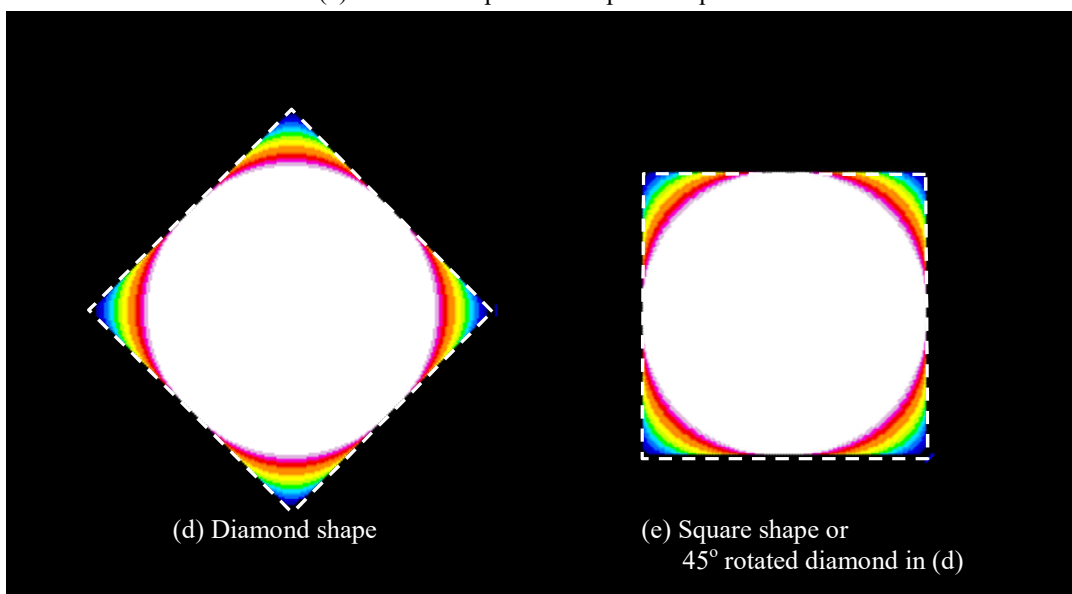 (d) Diamond shape
(e) Square shape or
45° rotated diamond in (d)